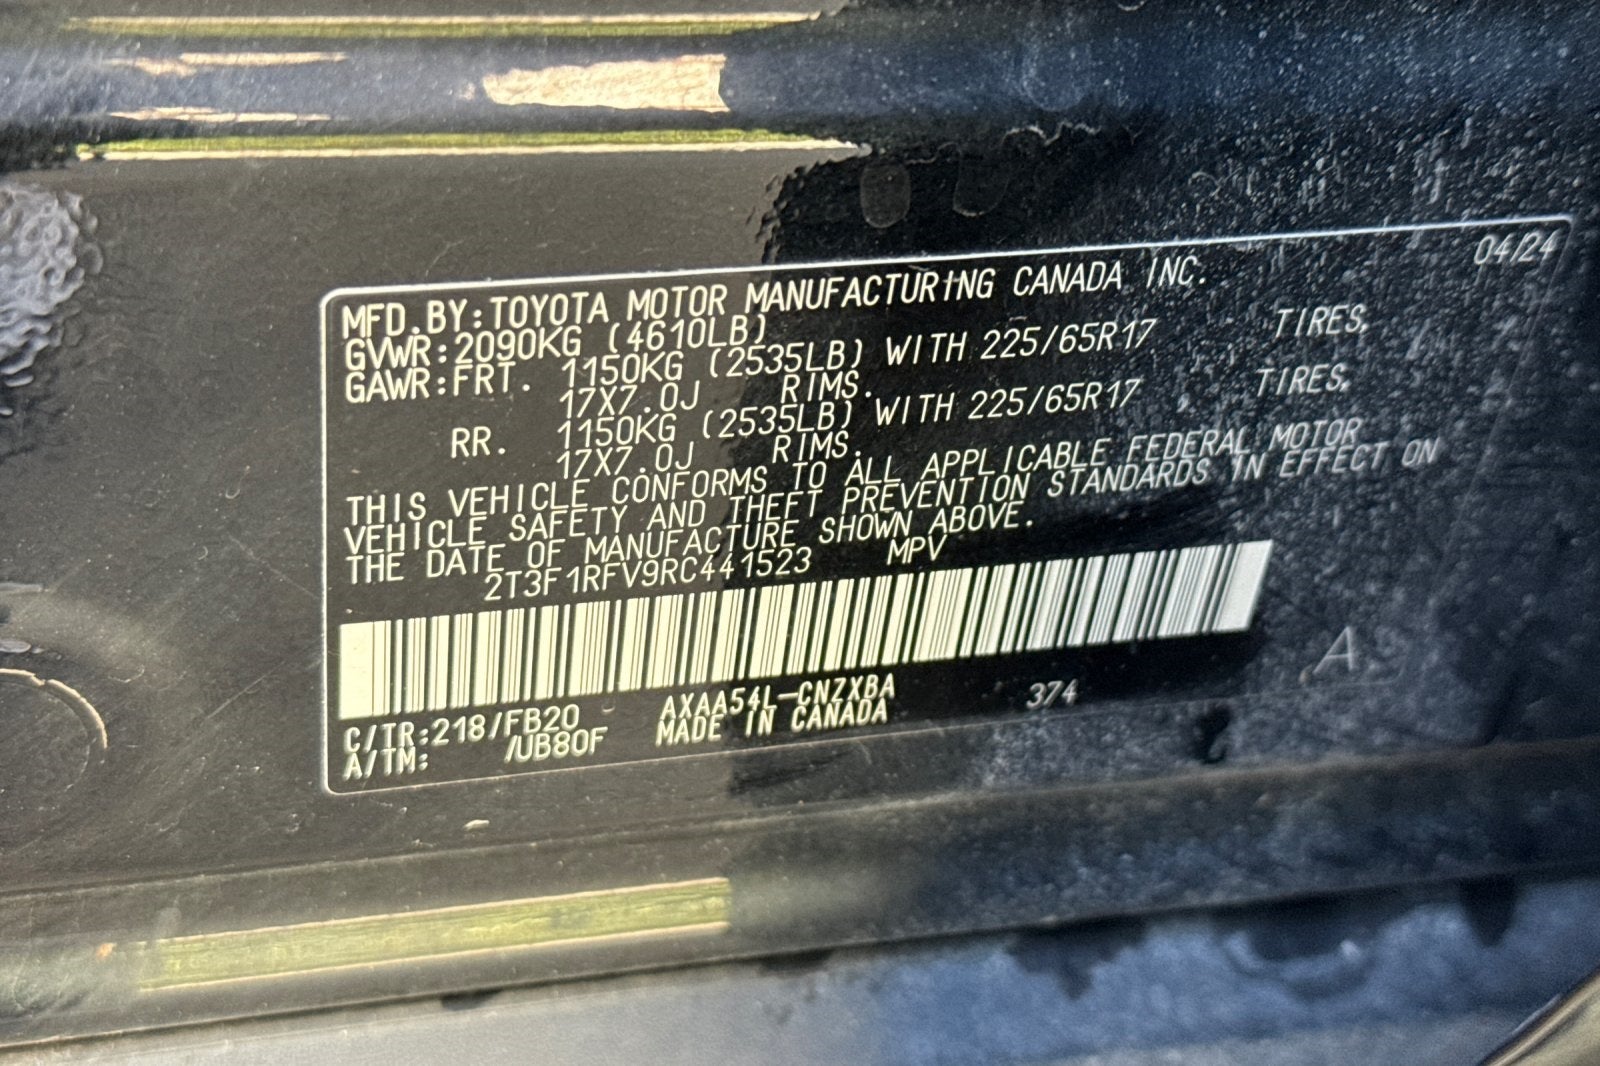 04/24
MFD.BY:TOYOTA MOTOR MANUFACTURING CANADA INC.
GVWR:2090KG (4610LB)
GAWR:FRT. 1150KG (2535LB) WITH 225/65R17 TIRES,
17X7.0J RIMS.
RR. 1150KG (2535LB) WITH 225/65R17 TIRES,
17X7.0J RIMS.
THIS VEHICLE CONFORMS TO ALL APPLICABLE FEDERAL MOTOR
VEHICLE SAFETY AND THEFT PREVENTION STANDARDS IN EFFECT ON
THE DATE OF MANUFACTURE SHOWN ABOVE.
2T3F1RFV9RC441523 MPV
A
C/TR:218/FB20 AXAA54L-CNZXBA 374
A/TM: /UB80F MADE IN CANADA